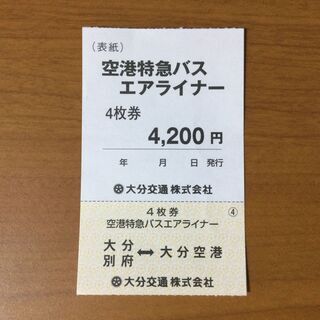 (表紙)
空港特急バス
エアライナー
4枚券
4,200円
年 月 日 発行
大分交通株式会社
4枚券 ④
空港特急バスエアライナー
大分 別府 ⟷ 大分空港
大分交通株式会社